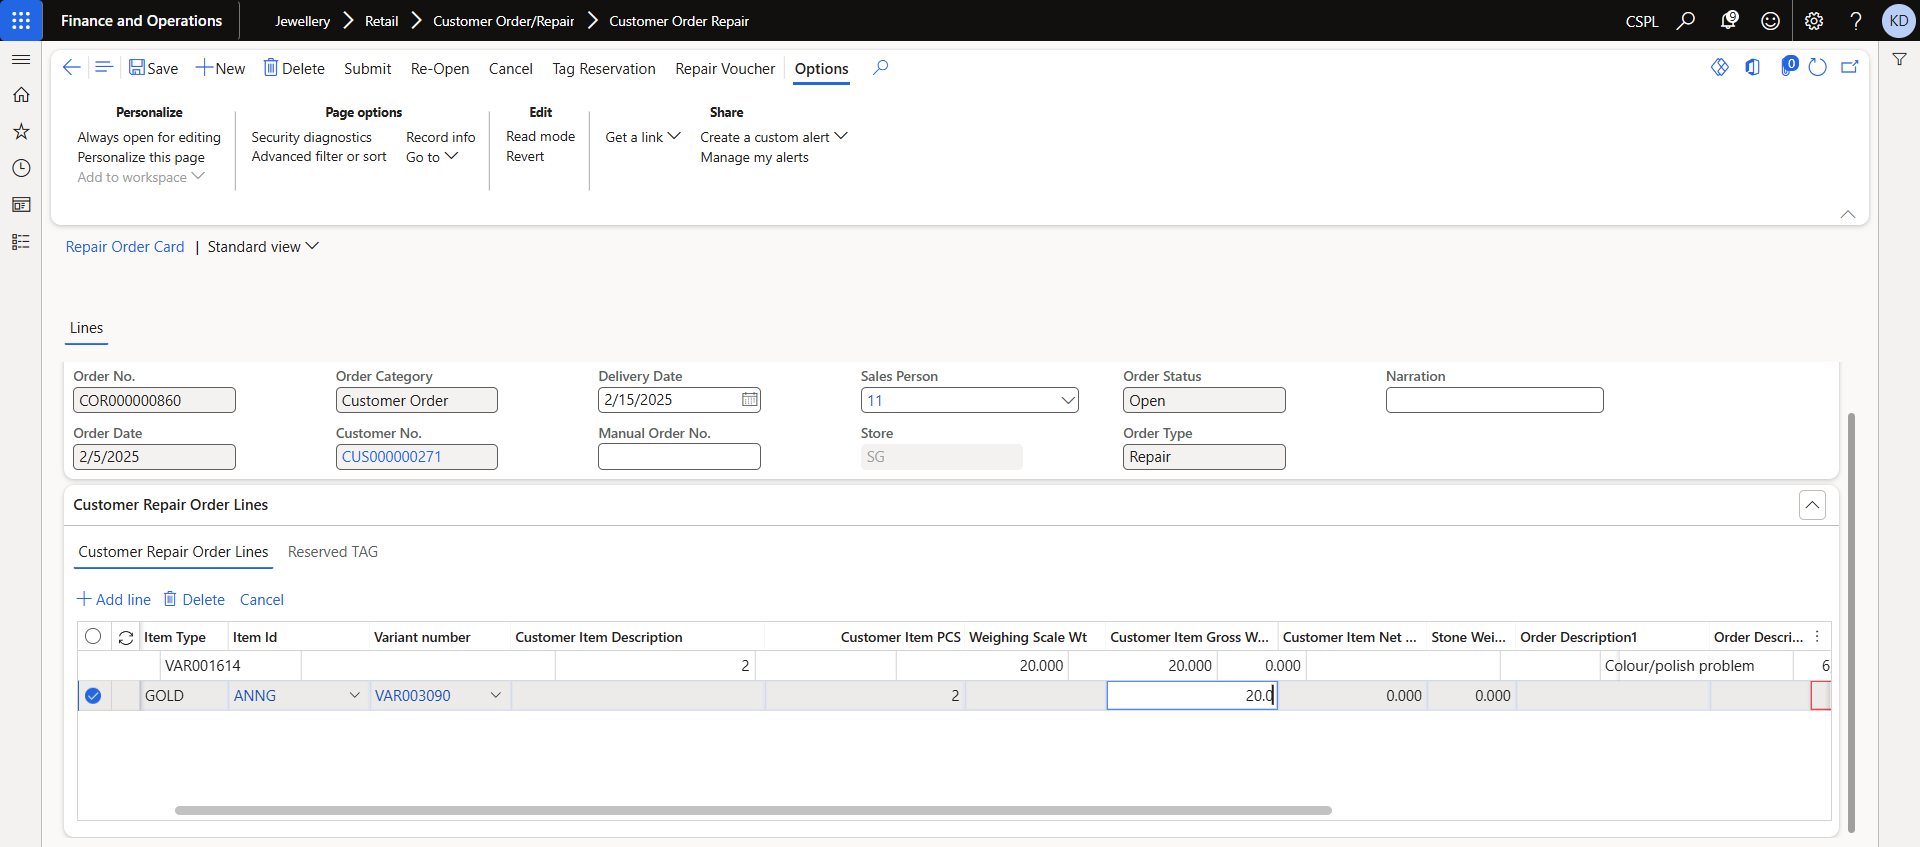 Finance and Operations
Jewellery > Retail > Customer Order/Repair > Customer Order Repair
CSPL
9
KD
Save
New
Delete
Submit
Re-Open
Cancel
Tag Reservation
Repair Voucher
Options
0
Personalize
Always open for editing
Personalize this page
Add to workspace
Page options
Security diagnostics
Advanced filter or sort
Record info
Go to
Edit
Read mode
Revert
Get a link
Share
Create a custom alert
Manage my alerts
Repair Order Card | Standard view
Lines
Order No.
COR000000860
Order Category
Customer Order
Delivery Date
2/15/2025
Sales Person
11
Order Status
Open
Narration
Order Date
2/5/2025
Customer No.
CUS000000271
Manual Order No.
Store
SG
Order Type
Repair
Customer Repair Order Lines
Customer Repair Order Lines
Reserved TAG
Add line
Delete
Cancel
Item Type Item Id Variant number Customer Item Description Customer Item PCS Weighing Scale Wt Customer Item Gross W... Customer Item Net ... Stone Wei... Order Description1 Order Descri...
VAR001614 2 20.000 20.000 0.000 Colour/polish problem 6
GOLD ANNG VAR003090 2 20.0 0.000 0.000